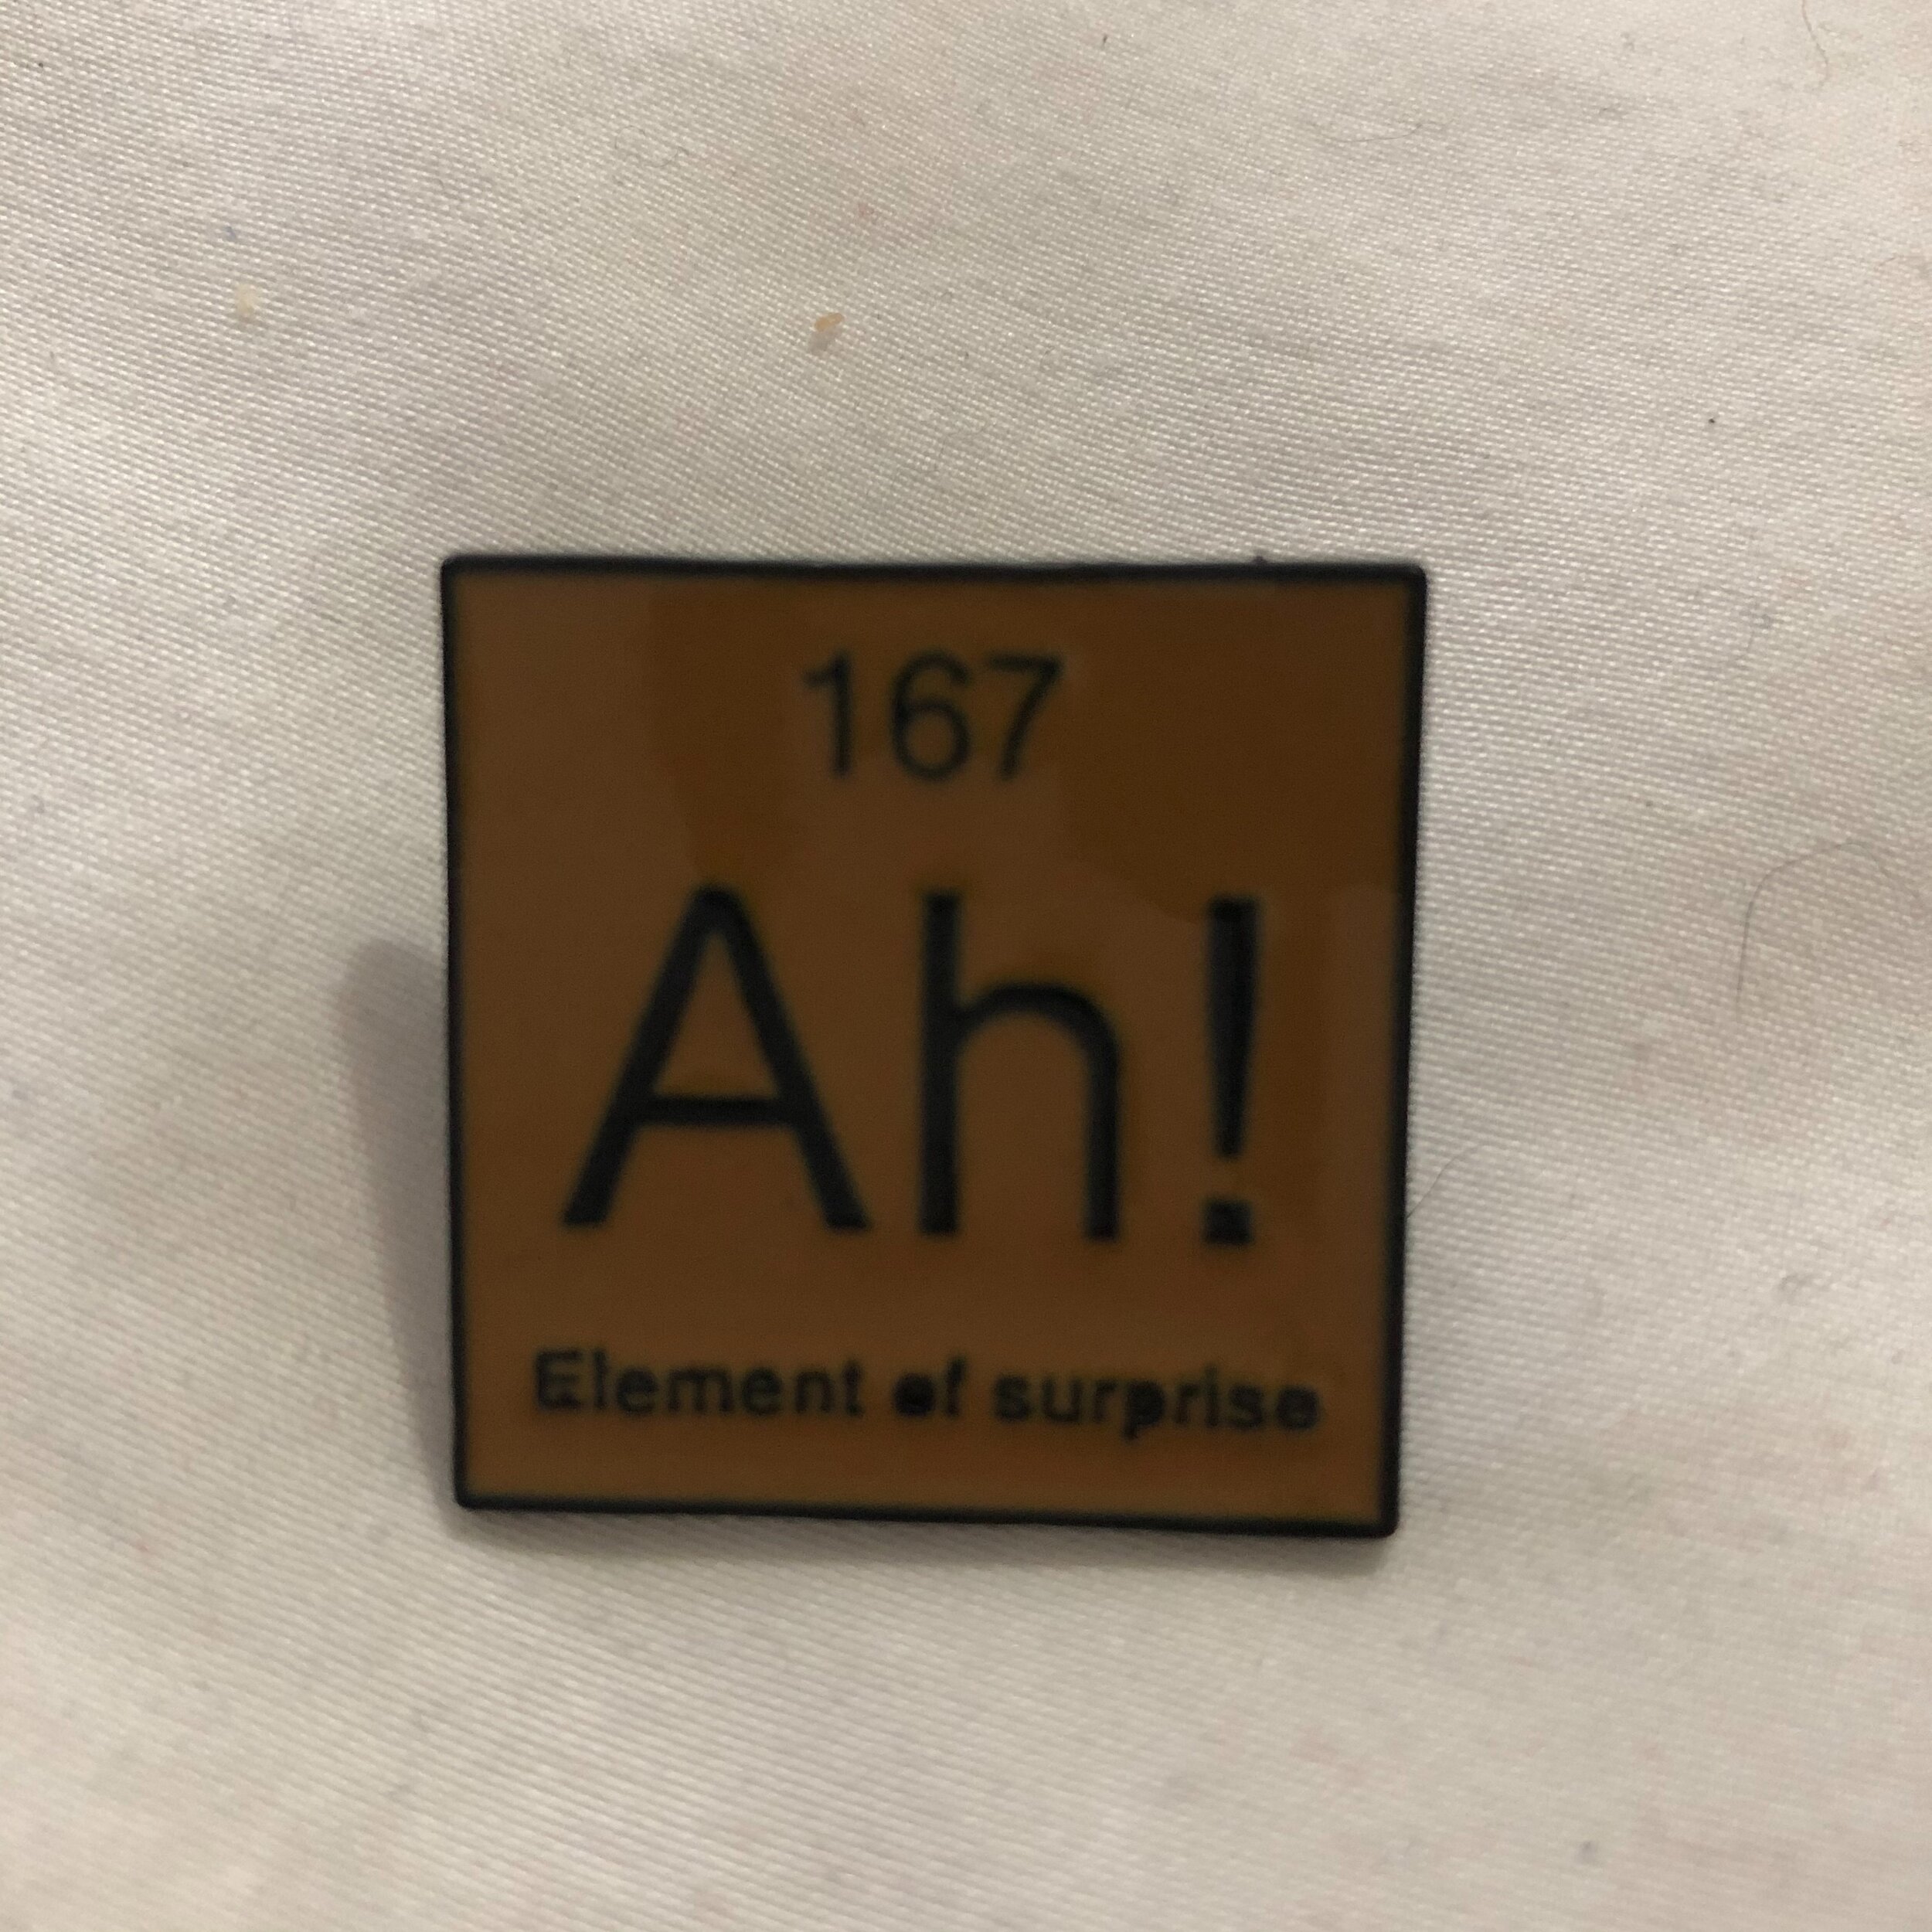 167
Ah!
Element of surprise